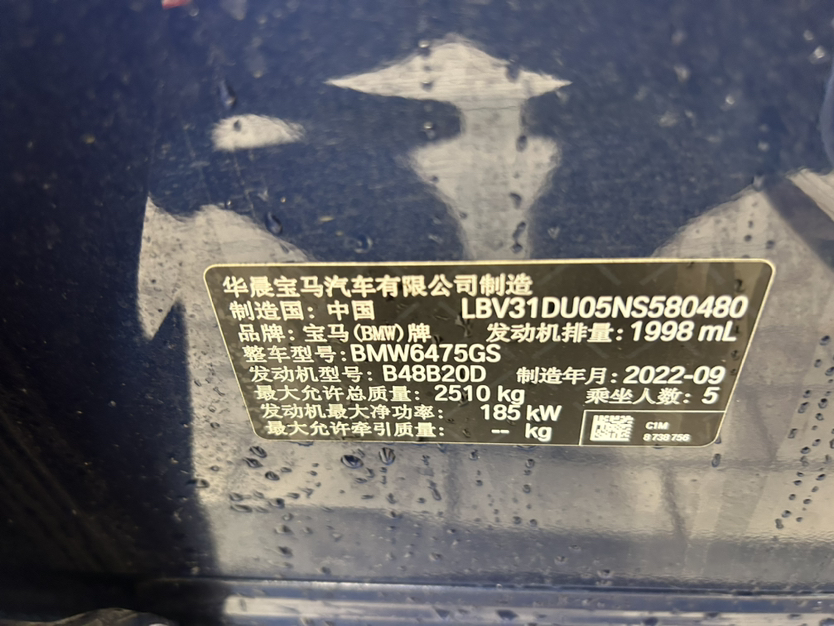 华晨宝马汽车有限公司制造
制造国: 中国 LBV31DU05NS580480
品牌: 宝马(BMW)牌 发动机排量: 1998 mL
整车型号: BMW6475GS
发动机型号: B48B20D 制造年月: 2022-09
最大允许总质量: 2510 kg 乘坐人数: 5
发动机最大净功率: 185 kW
最大允许牵引质量: -- kg
C1M
8 738 756